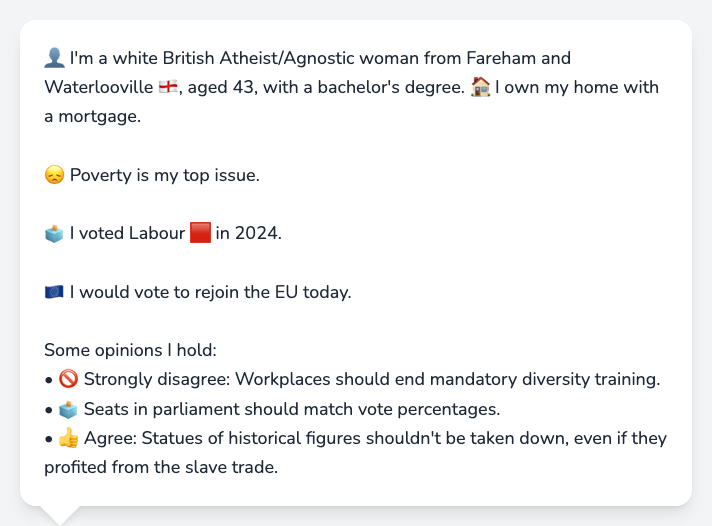 👤 I'm a white British Atheist/Agnostic woman from Fareham and
Waterlooville 🏴󠁧󠁢󠁥󠁮󠁧󠁿, aged 43, with a bachelor's degree. 🏠 I own my home with
a mortgage.
😞 Poverty is my top issue.
🗳️ I voted Labour 🟥 in 2024.
🇪🇺 I would vote to rejoin the EU today.
Some opinions I hold:
• 🚫 Strongly disagree: Workplaces should end mandatory diversity training.
• 🗳️ Seats in parliament should match vote percentages.
• 👍 Agree: Statues of historical figures shouldn't be taken down, even if they
profited from the slave trade.